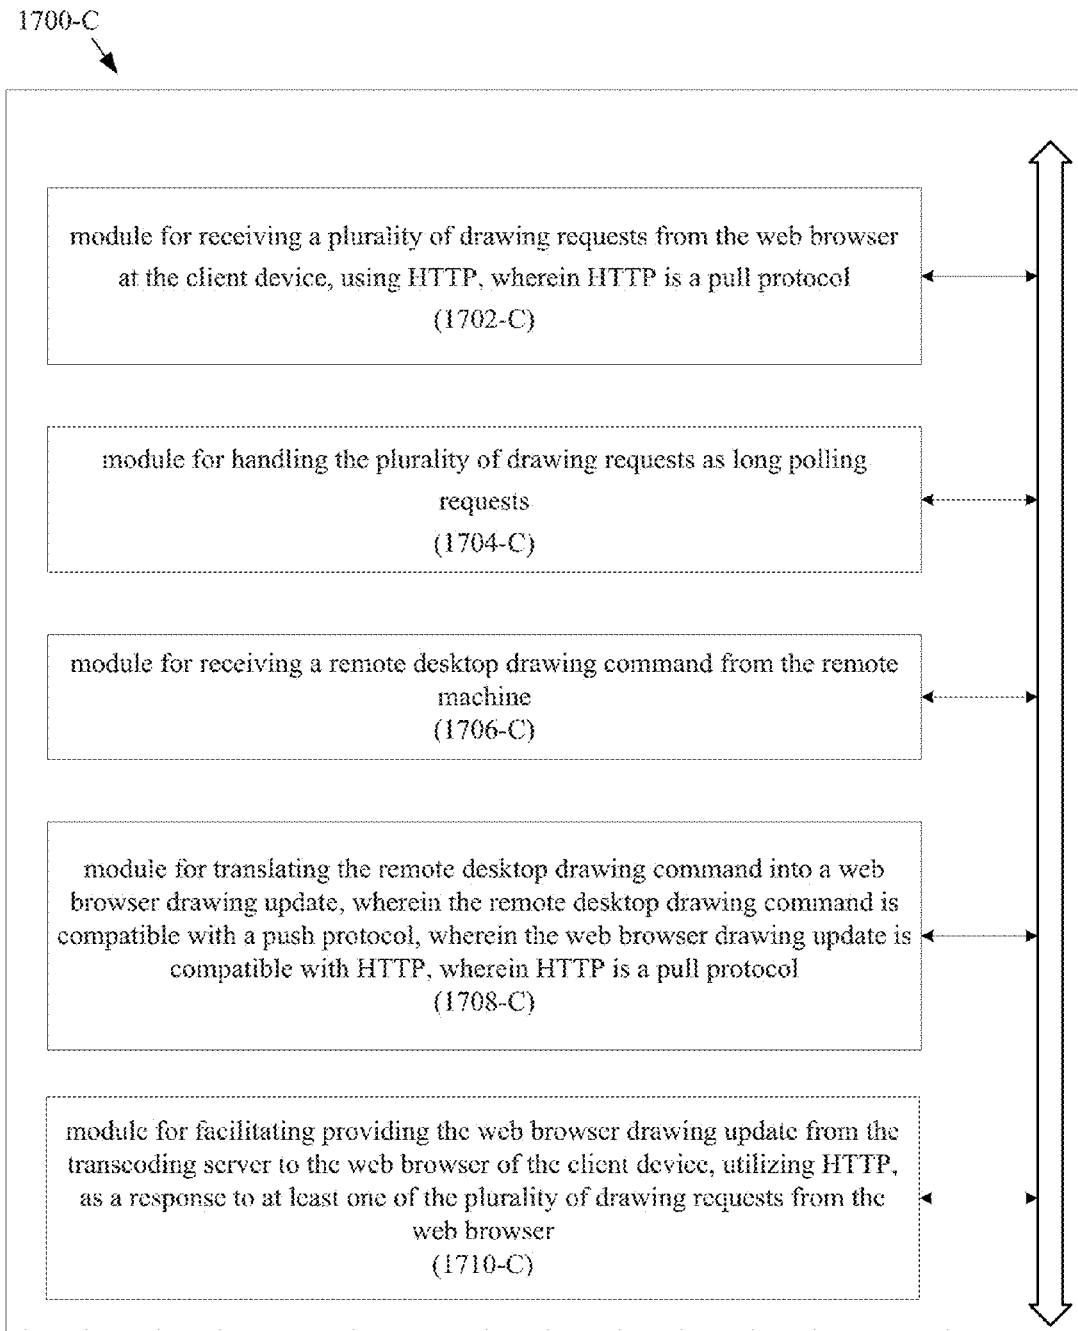 1700-C
module for receiving a plurality of drawing requests from the web browser
at the client device, using HTTP, wherein HTTP is a pull protocol
(1702-C)
module for handling the plurality of drawing requests as long polling
requests
(1704-C)
module for receiving a remote desktop drawing command from the remote
machine
(1706-C)
module for translating the remote desktop drawing command into a web
browser drawing update, wherein the remote desktop drawing command is
compatible with a push protocol, wherein the web browser drawing update is
compatible with HTTP, wherein HTTP is a pull protocol
(1708-C)
module for facilitating providing the web browser drawing update from the
transcoding server to the web browser of the client device, utilizing HTTP,
as a response to at least one of the plurality of drawing requests from the
web browser
(1710-C)